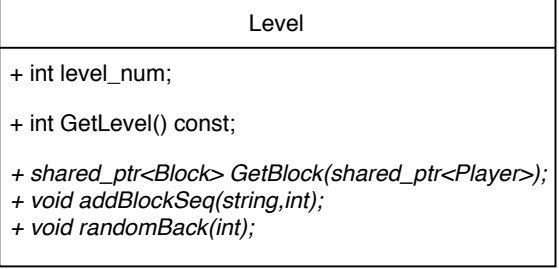 Level
+ int level_num;
+ int GetLevel() const;
+ shared_ptr<Block> GetBlock(shared_ptr<Player>);
+ void addBlockSeq(string,int);
+ void randomBack(int);